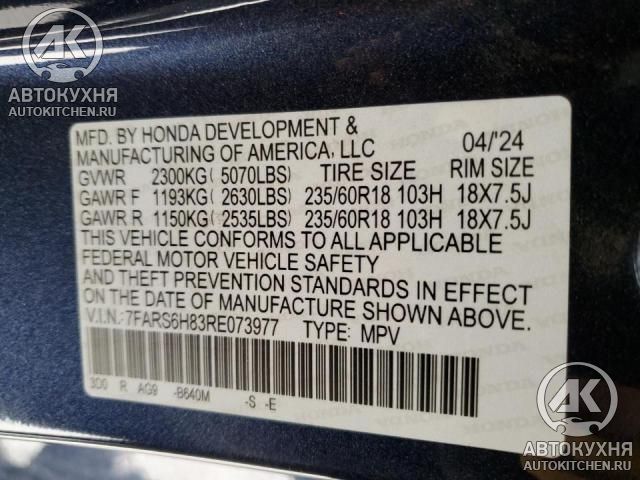 AK
АВТОКУХНЯ
AUTOKITCHEN.RU
MFD. BY HONDA DEVELOPMENT &
MANUFACTURING OF AMERICA, LLC 04/'24
GVWR 2300KG( 5070LBS) TIRE SIZE RIM SIZE
GAWR F 1193KG( 2630LBS) 235/60R18 103H 18X7.5J
GAWR R 1150KG( 2535LBS) 235/60R18 103H 18X7.5J
THIS VEHICLE CONFORMS TO ALL APPLICABLE
FEDERAL MOTOR VEHICLE SAFETY
AND THEFT PREVENTION STANDARDS IN EFFECT
ON THE DATE OF MANUFACTURE SHOWN ABOVE.
V.I.N.:7FARS6H83RE073977 TYPE: MPV
3D0 R AG9 -B640M -S -E
AK
АВТОКУХНЯ
AUTOKITCHEN.RU